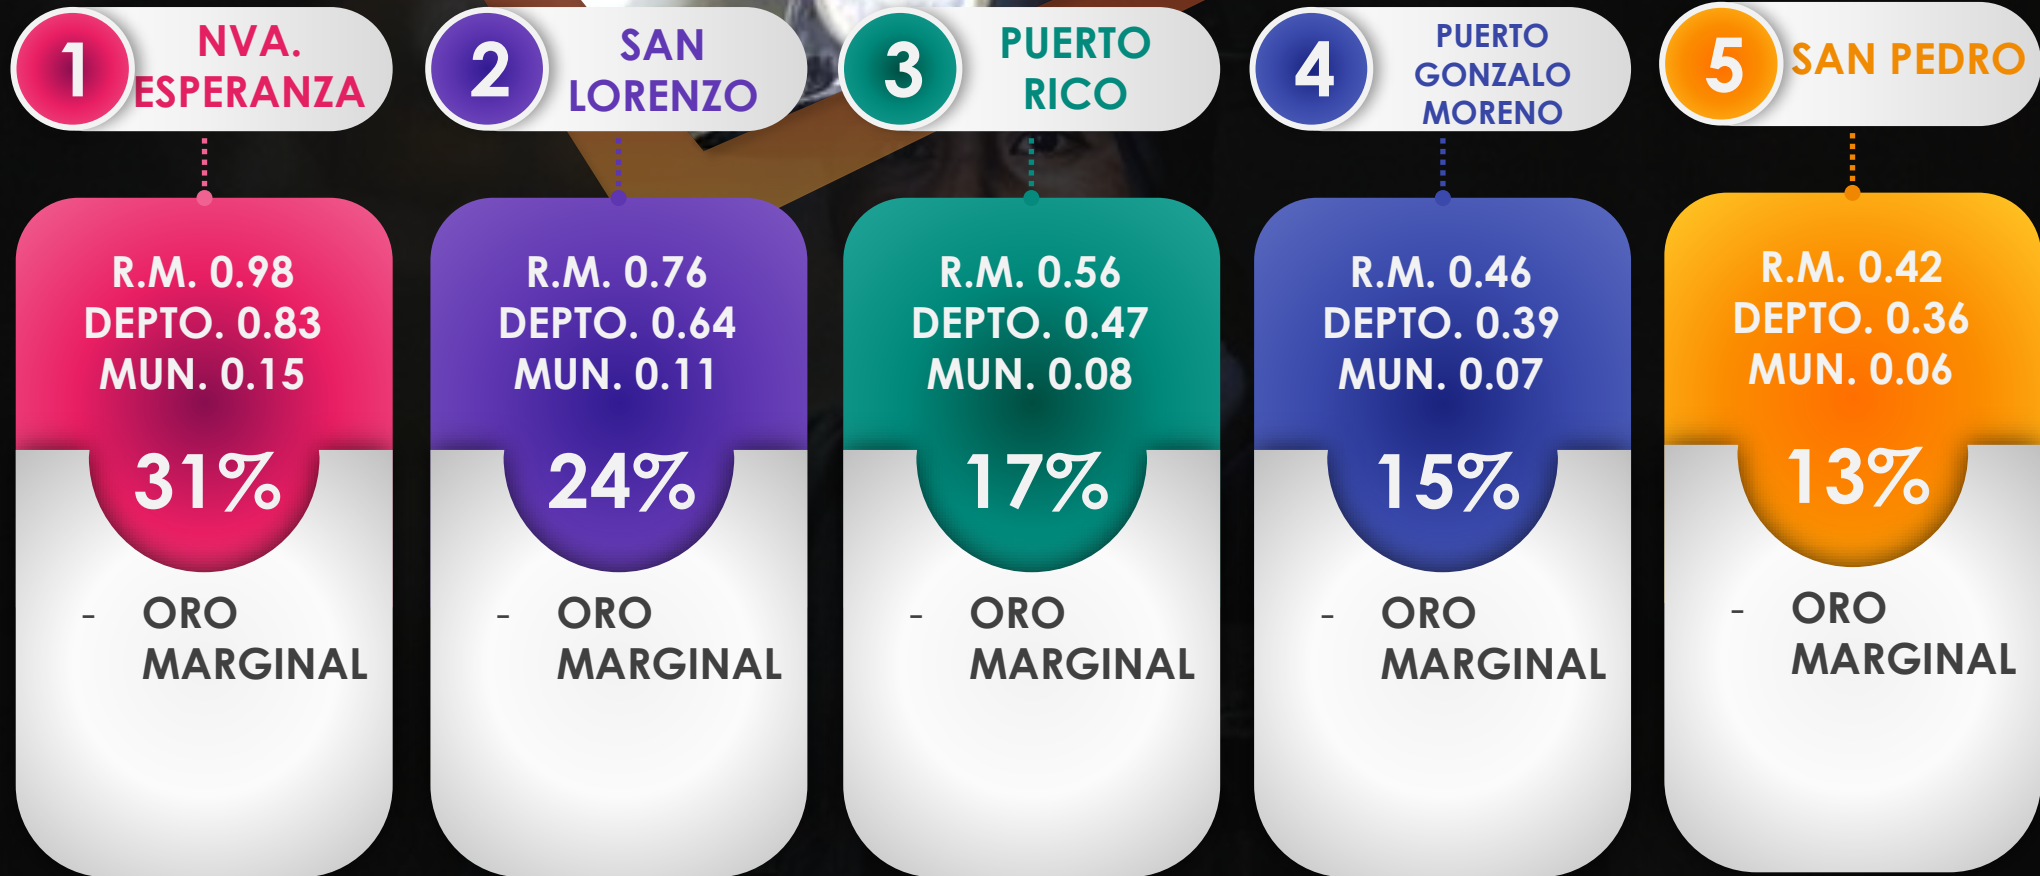 1
NVA.
ESPERANZA
R.M. 0.98
DEPTO. 0.83
MUN. 0.15
31%
- ORO
MARGINAL
2
SAN
LORENZO
R.M. 0.76
DEPTO. 0.64
MUN. 0.11
24%
- ORO
MARGINAL
3
PUERTO
RICO
R.M. 0.56
DEPTO. 0.47
MUN. 0.08
17%
- ORO
MARGINAL
4
PUERTO
GONZALO
MORENO
R.M. 0.46
DEPTO. 0.39
MUN. 0.07
15%
- ORO
MARGINAL
5
SAN PEDRO
R.M. 0.42
DEPTO. 0.36
MUN. 0.06
13%
- ORO
MARGINAL